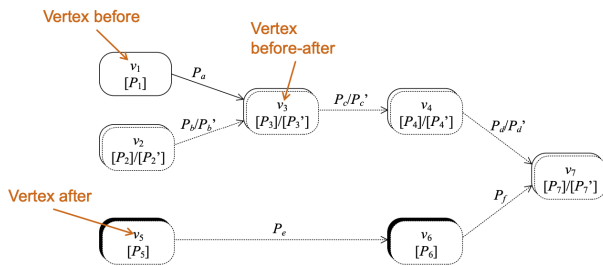 Vertex before
Vertex
before-after
v1
[P1]
Pa
v3
[P3]/[P3']
Pc/Pc'
v4
[P4]/[P4']
Pb/Pb'
v2
[P2]/[P2']
Pd/Pd'
v7
[P7]/[P7']
Vertex after
Pf
v5
[P5]
Pe
v6
[P6]